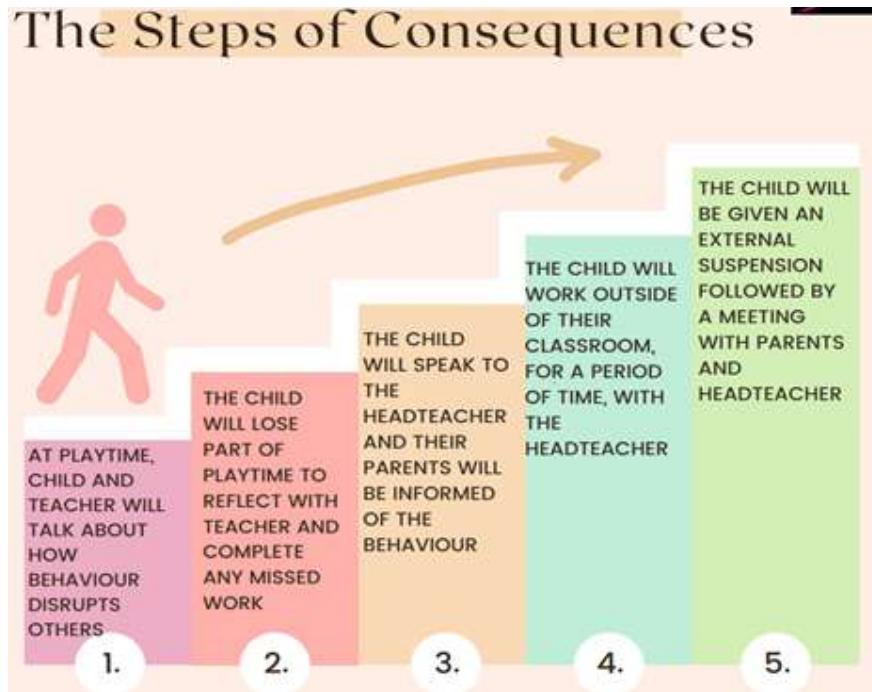 The Steps of Consequences
AT PLAYTIME,
CHILD AND
TEACHER WILL
TALK ABOUT
HOW
BEHAVIOUR
DISRUPTS
OTHERS
1.
THE CHILD
WILL LOSE
PART OF
PLAYTIME TO
REFLECT WITH
TEACHER AND
COMPLETE
ANY MISSED
WORK
2.
THE CHILD
WILL SPEAK TO
THE
HEADTEACHER
AND THEIR
PARENTS WILL
BE INFORMED
OF THE
BEHAVIOUR
3.
THE CHILD WILL
WORK OUTSIDE
OF THEIR
CLASSROOM,
FOR A PERIOD
OF TIME, WITH
THE
HEADTEACHER
4.
THE CHILD WILL
BE GIVEN AN
EXTERNAL
SUSPENSION
FOLLOWED BY
A MEETING
WITH PARENTS
AND
HEADTEACHER
5.